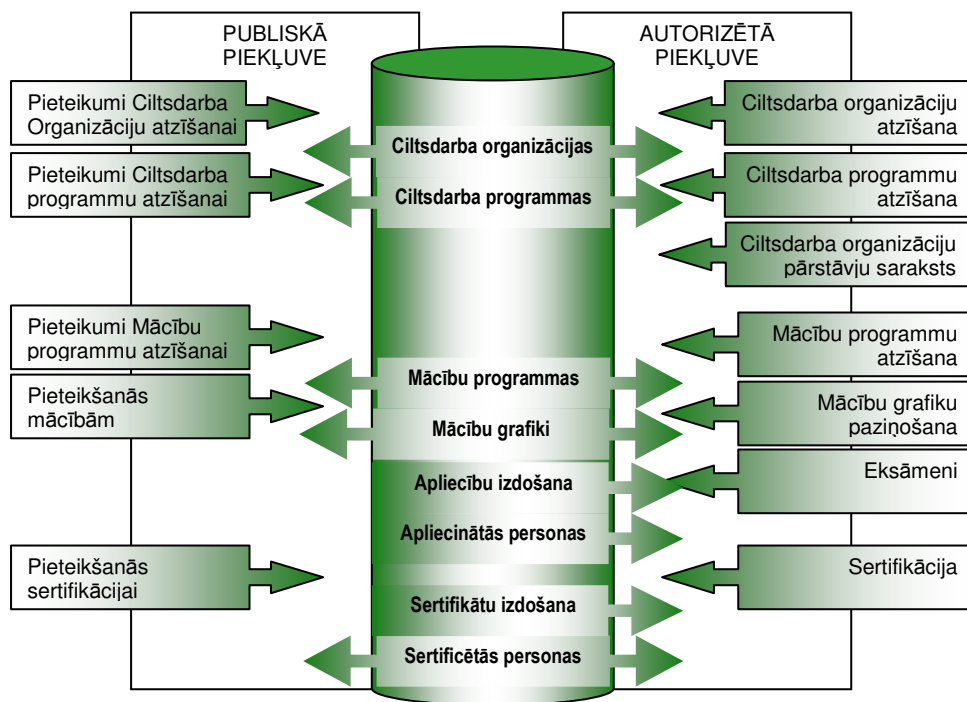 PUBLISKĀ
PIEKĻUVE
AUTORIZĒTĀ
PIEKĻUVE
Pieteikumi Ciltsdarba
Organizāciju atzīšanai
Pieteikumi Ciltsdarba
programmu atzīšanai
Pieteikumi Mācību
programmu atzīšanai
Pieteikšanās
mācībām
Pieteikšanās
sertifikācijai
Ciltsdarba organizācijas
Ciltsdarba programmas
Mācību programmas
Mācību grafiki
Apliecību izdošana
Apliecinātās personas
Sertifikātu izdošana
Sertificētās personas
Ciltsdarba organizāciju
atzīšana
Ciltsdarba programmu
atzīšana
Ciltsdarba organizāciju
pārstāvju saraksts
Mācību programmu
atzīšana
Mācību grafiku
paziņošana
Eksāmeni
Sertifikācija